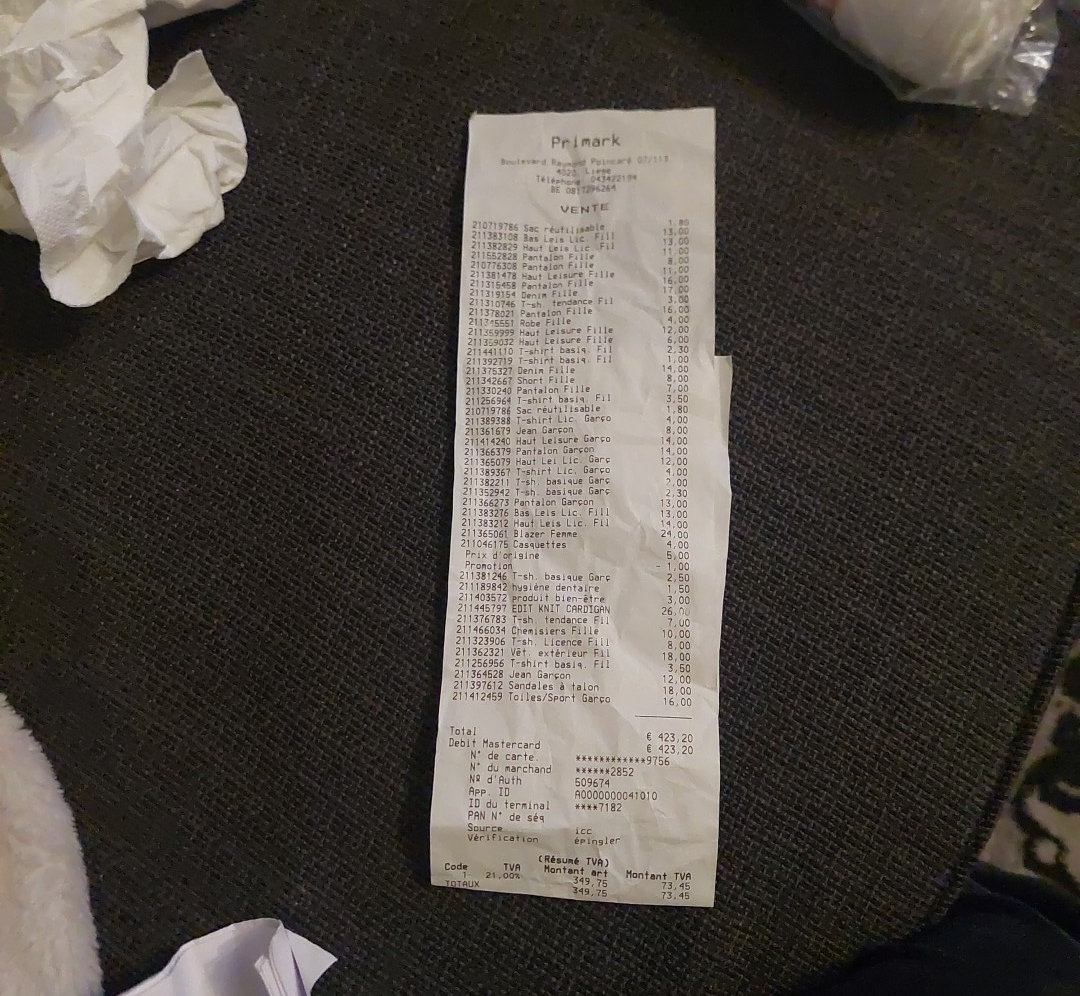 Primark
Boulevard Raymond Poincaré 07/113
4020 Liege
Téléphone: 043422194
BE 0817296264
VENTE
210719786 Sac réutilisable 1,80
211383108 Bas Leis Lic. Fill 13,00
211382829 Haut Leis Lic. Fil 13,00
211552828 Pantalon Fille 11,00
210776308 Pantalon Fille 8,00
211381478 Haut Leisure Fille 11,00
211315458 Pantalon Fille 16,00
211319154 Denim Fille 17,00
211310746 T-sh. tendance Fil 3,00
211378021 Pantalon Fille 16,00
Robe Fille 4,00
211359999 Haut Leisure Fille 12,00
211359032 Haut Leisure Fille 6,00
211441110 T-shirt basiq. Fil 2,30
211392719 T-shirt basiq. Fil 1,00
211375327 Denim Fille 14,00
211342667 Short Fille 8,00
211330240 Pantalon Fille 7,00
211256964 T-shirt basiq. Fil 3,50
210719786 Sac réutilisable 1,80
211389388 T-shirt Lic. Garço 4,00
211361679 Jean Garçon 8,00
211414240 Haut Leisure Garço 14,00
211366379 Pantalon Garçon 14,00
211365079 Haut Lei Lic. Garç 12,00
211389367 T-shirt Lic. Garço 4,00
211382211 T-sh. basique Garç 2,00
211352942 T-sh. basique Garç 2,30
211366273 Pantalon Garçon 13,00
211383276 Bas Leis Lic. Fill 13,00
211383212 Haut Leis Lic. Fil 14,00
211365061 Blazer Femme 24,00
211046175 Casquettes 4,00
Prix d'origine 5,00
Promotion - 1,00
211381246 T-sh. basique Garç 2,50
211189842 hygiène dentaire 1,50
211403572 produit bien-être 3,00
211445797 EDIT KNIT CARDIGAN 26,00
211376783 T-sh. tendance Fil 7,00
211466034 Chemisiers Fille 10,00
211323906 T-sh. Licence Fill 8,00
211362321 Vêt. extérieur Fil 18,00
211256956 T-shirt basiq. Fil 3,50
211364528 Jean Garçon 12,00
211397612 Sandales à talon 18,00
211412459 Toiles/Sport Garço 16,00
Total € 423,20
Debit Mastercard € 423,20
N° de carte. ************9756
N° du marchand ******2852
Nº d'Auth 509674
App. ID A0000000041010
ID du terminal ****7182
PAN N° de séq
Source icc
Vérification épingler
(Résumé TVA)
Code TVA Montant art Montant TVA
1 21,00% 349,75 73,45
TOTAUX 349,75 73,45